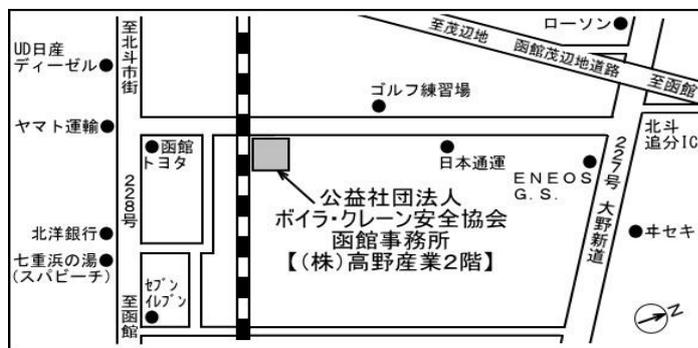 至北斗市街
UD日産
ディーゼル
ヤマト運輸
函館
トヨタ
228号
北洋銀行
七重浜の湯
(スパビーチ)
セブン
イレブン
至函館
至茂辺地
函館茂辺地道路
至函館
ローソン
ゴルフ練習場
日本通運
ENEOS
G.S.
北斗
追分IC
227号 大野新道
ヰセキ
公益社団法人
ボイラ・クレーン安全協会
函館事務所
【(株)高野産業2階】
N